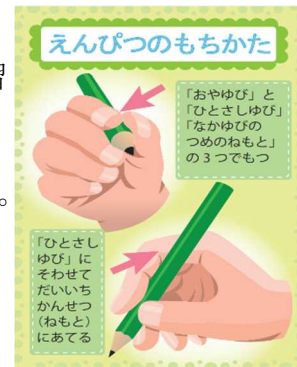 えんぴつのもちかた
「おやゆび」と
「ひとさしゆび」
「なかゆびの
つめのねもと」
の3つでもつ
「ひとさし
ゆび」に
そわせて
だいいち
かんせつ
(ねもと)
にあてる